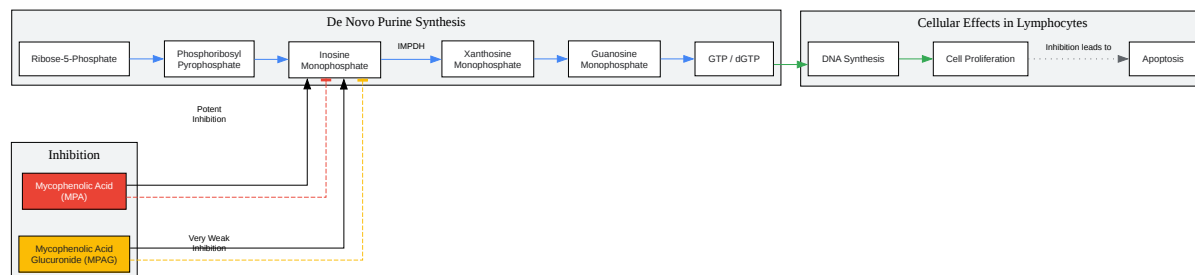 De Novo Purine Synthesis
Cellular Effects in Lymphocytes
Ribose-5-Phosphate
Phosphoribosyl
Pyrophosphate
Inosine
Monophosphate
IMPDH
Xanthosine
Monophosphate
Guanosine
Monophosphate
GTP / dGTP
DNA Synthesis
Cell Proliferation
Inhibition leads to
Apoptosis
Potent
Inhibition
Inhibition
Mycophenolic Acid
(MPA)
Very Weak
Inhibition
Mycophenolic Acid
Glucuronide (MPAG)